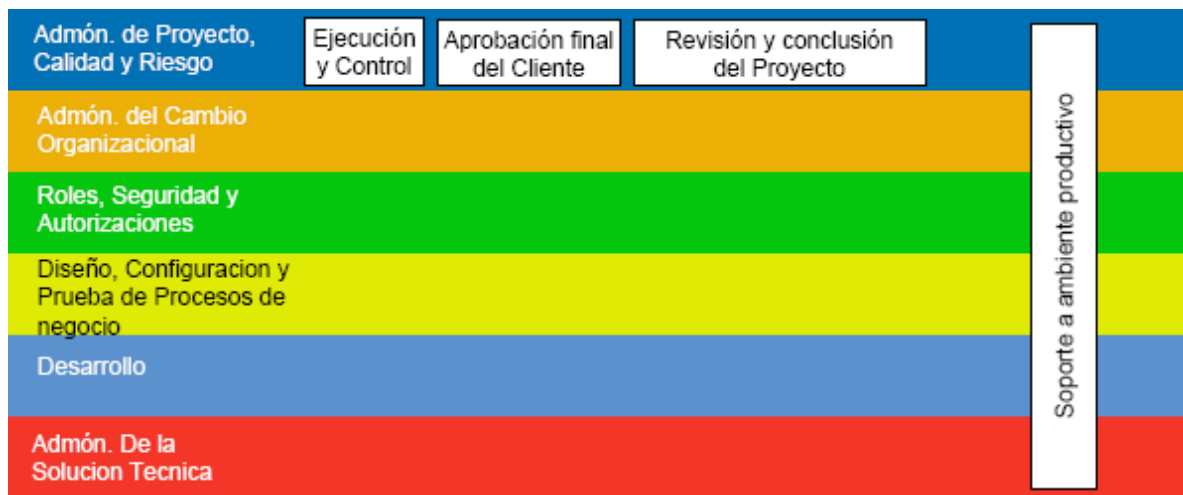 Admón. de Proyecto,
Calidad y Riesgo
Ejecución
y Control
Aprobación final
del Cliente
Revisión y conclusión
del Proyecto
Admón. del Cambio
Organizacional
Roles, Seguridad y
Autorizaciones
Diseño, Configuracion y
Prueba de Procesos de
negocio
Desarrollo
Admón. De la
Solucion Tecnica
Soporte a ambiente productivo